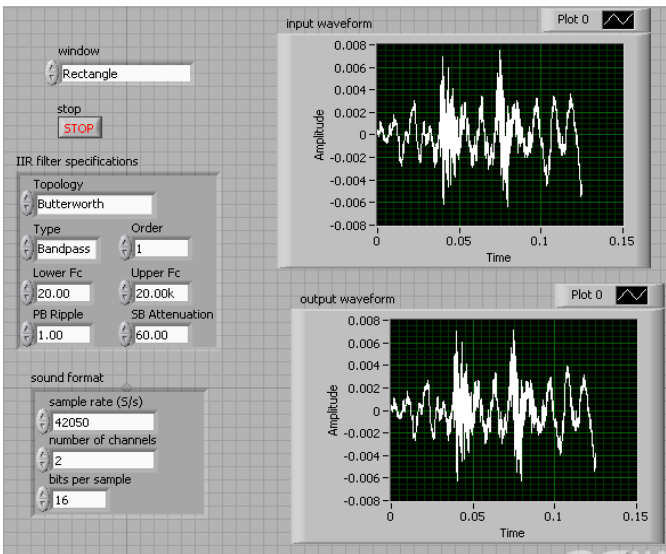 window
Rectangle
stop
STOP
IIR filter specifications
Topology
Butterworth
Type
Order
Bandpass
1
Lower Fc
Upper Fc
20.00
20.00k
PB Ripple
SB Attenuation
1.00
60.00
sound format
sample rate (S/s)
42050
number of channels
2
bits per sample
16
input waveform
Plot 0
0.008
0.006
0.004
0.002
0
-0.002
-0.004
-0.006
-0.008
Amplitude
0
0.05
0.1
0.15
Time
output waveform
Plot 0
0.008
0.006
0.004
0.002
0
-0.002
-0.004
-0.006
-0.008
Amplitude
0
0.05
0.1
0.15
Time